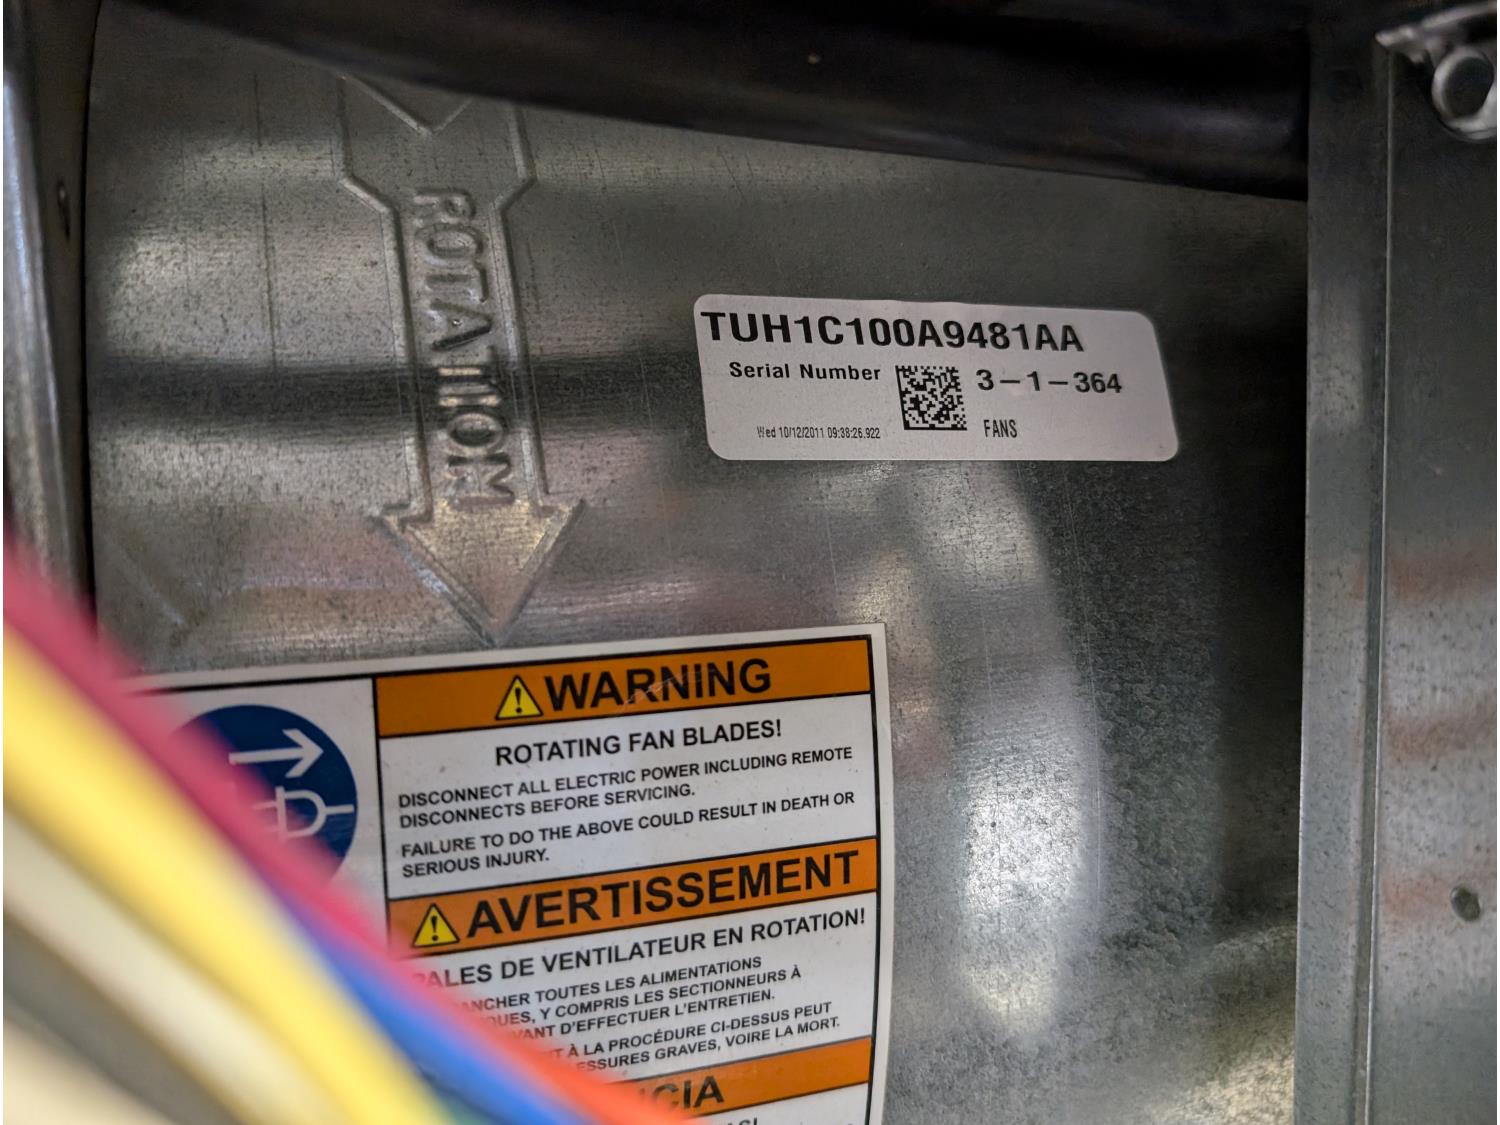 ROTATION
TUH1C100A9481AA
Serial Number 3-1-364
Wed 10/12/2011 09:38:26.922 FANS
WARNING
ROTATING FAN BLADES!
DISCONNECT ALL ELECTRIC POWER INCLUDING REMOTE
DISCONNECTS BEFORE SERVICING.
FAILURE TO DO THE ABOVE COULD RESULT IN DEATH OR
SERIOUS INJURY.
AVERTISSEMENT
DE VENTILATEUR EN ROTATION!
TOUTES LES ALIMENTATIONS
Y COMPRIS LES SECTIONNEURS À
D'EFFECTUER L'ENTRETIEN.
À LA PROCÉDURE CI-DESSUS PEUT
GRAVES, VOIRE LA MORT.